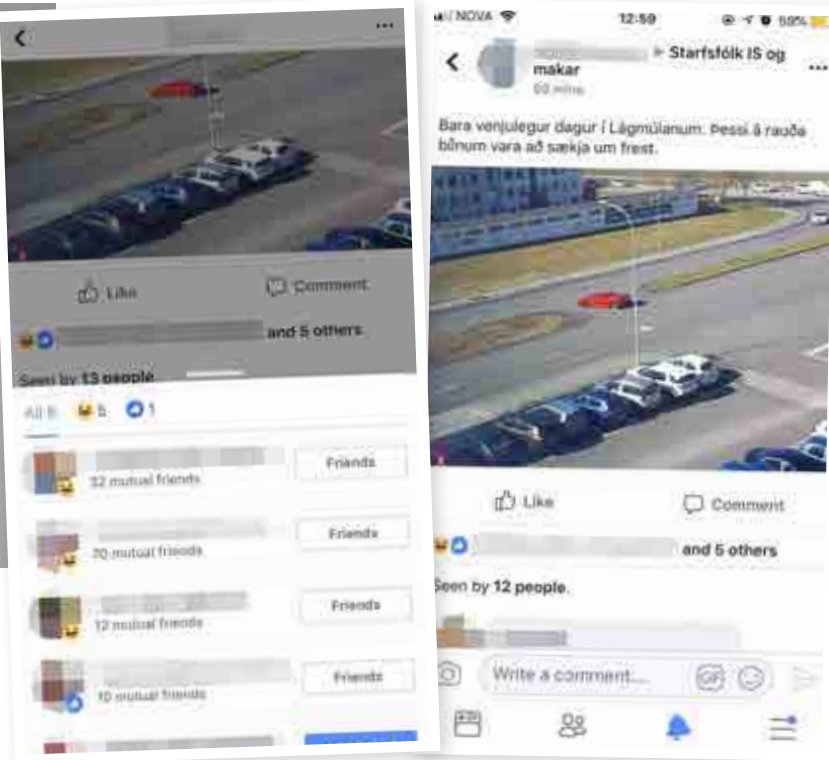 Like
Comment
and 5 others
Seen by 13 people
All 6
5
1
32 mutual friends
Friends
20 mutual friends
Friends
12 mutual friends
Friends
10 mutual friends
Friends
NOVA
12:59
59%
Starfsfólk IS og
makar
Bara venjulegur dagur í Lágmúlanum. Þessi á rauða
bílnum vara að sækja um frest.
Like
Comment
and 5 others
Seen by 12 people.
Write a comment...
GIF